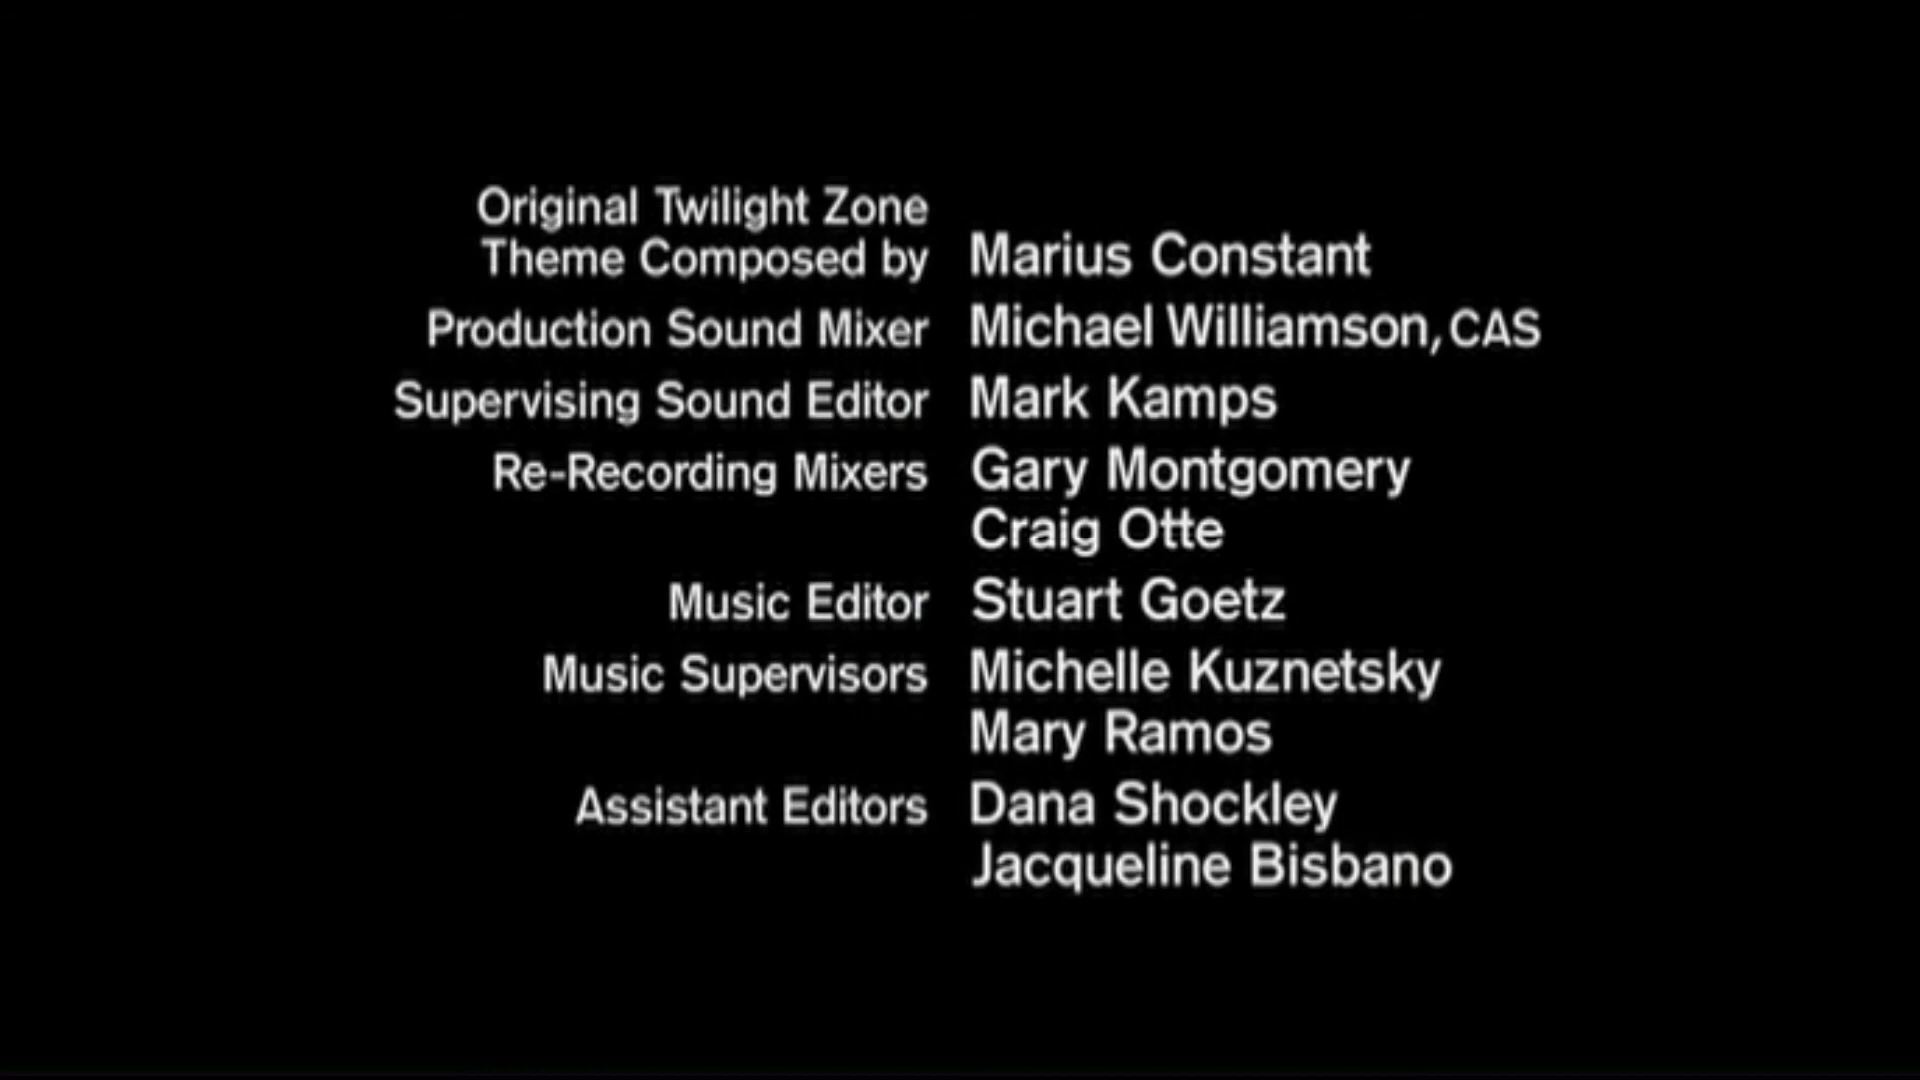 Original Twilight Zone
Theme Composed by Marius Constant
Production Sound Mixer Michael Williamson, CAS
Supervising Sound Editor Mark Kamps
Re-Recording Mixers Gary Montgomery
Craig Otte
Music Editor Stuart Goetz
Music Supervisors Michelle Kuznetsky
Mary Ramos
Assistant Editors Dana Shockley
Jacqueline Bisbano